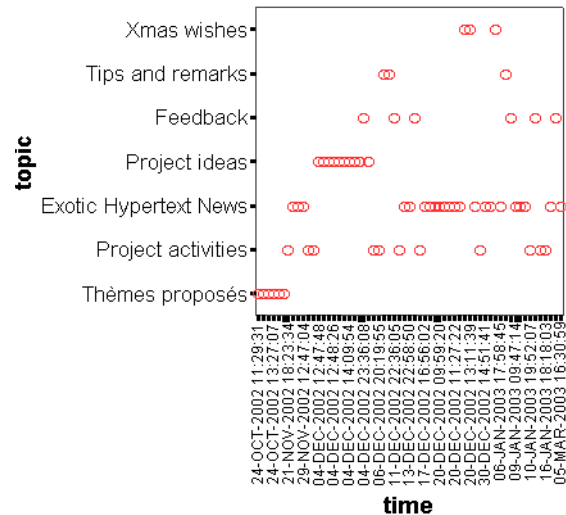 Xmas wishes
Tips and remarks
Feedback
Project ideas
Exotic Hypertext News
Project activities
Thèmes proposés
topic
24-OCT-2002 11:29:31
24-OCT-2002 13:27:07
21-NOV-2002 18:23:34
29-NOV-2002 12:47:04
04-DEC-2002 12:47:48
04-DEC-2002 12:48:26
04-DEC-2002 14:09:54
04-DEC-2002 23:36:08
06-DEC-2002 20:19:55
11-DEC-2002 22:36:05
13-DEC-2002 22:58:50
17-DEC-2002 16:56:02
20-DEC-2002 09:59:20
20-DEC-2002 11:27:22
20-DEC-2002 13:11:39
30-DEC-2002 14:51:41
06-JAN-2003 17:58:45
09-JAN-2003 09:47:14
10-JAN-2003 19:52:07
16-JAN-2003 18:18:03
05-MAR-2003 16:30:59
time